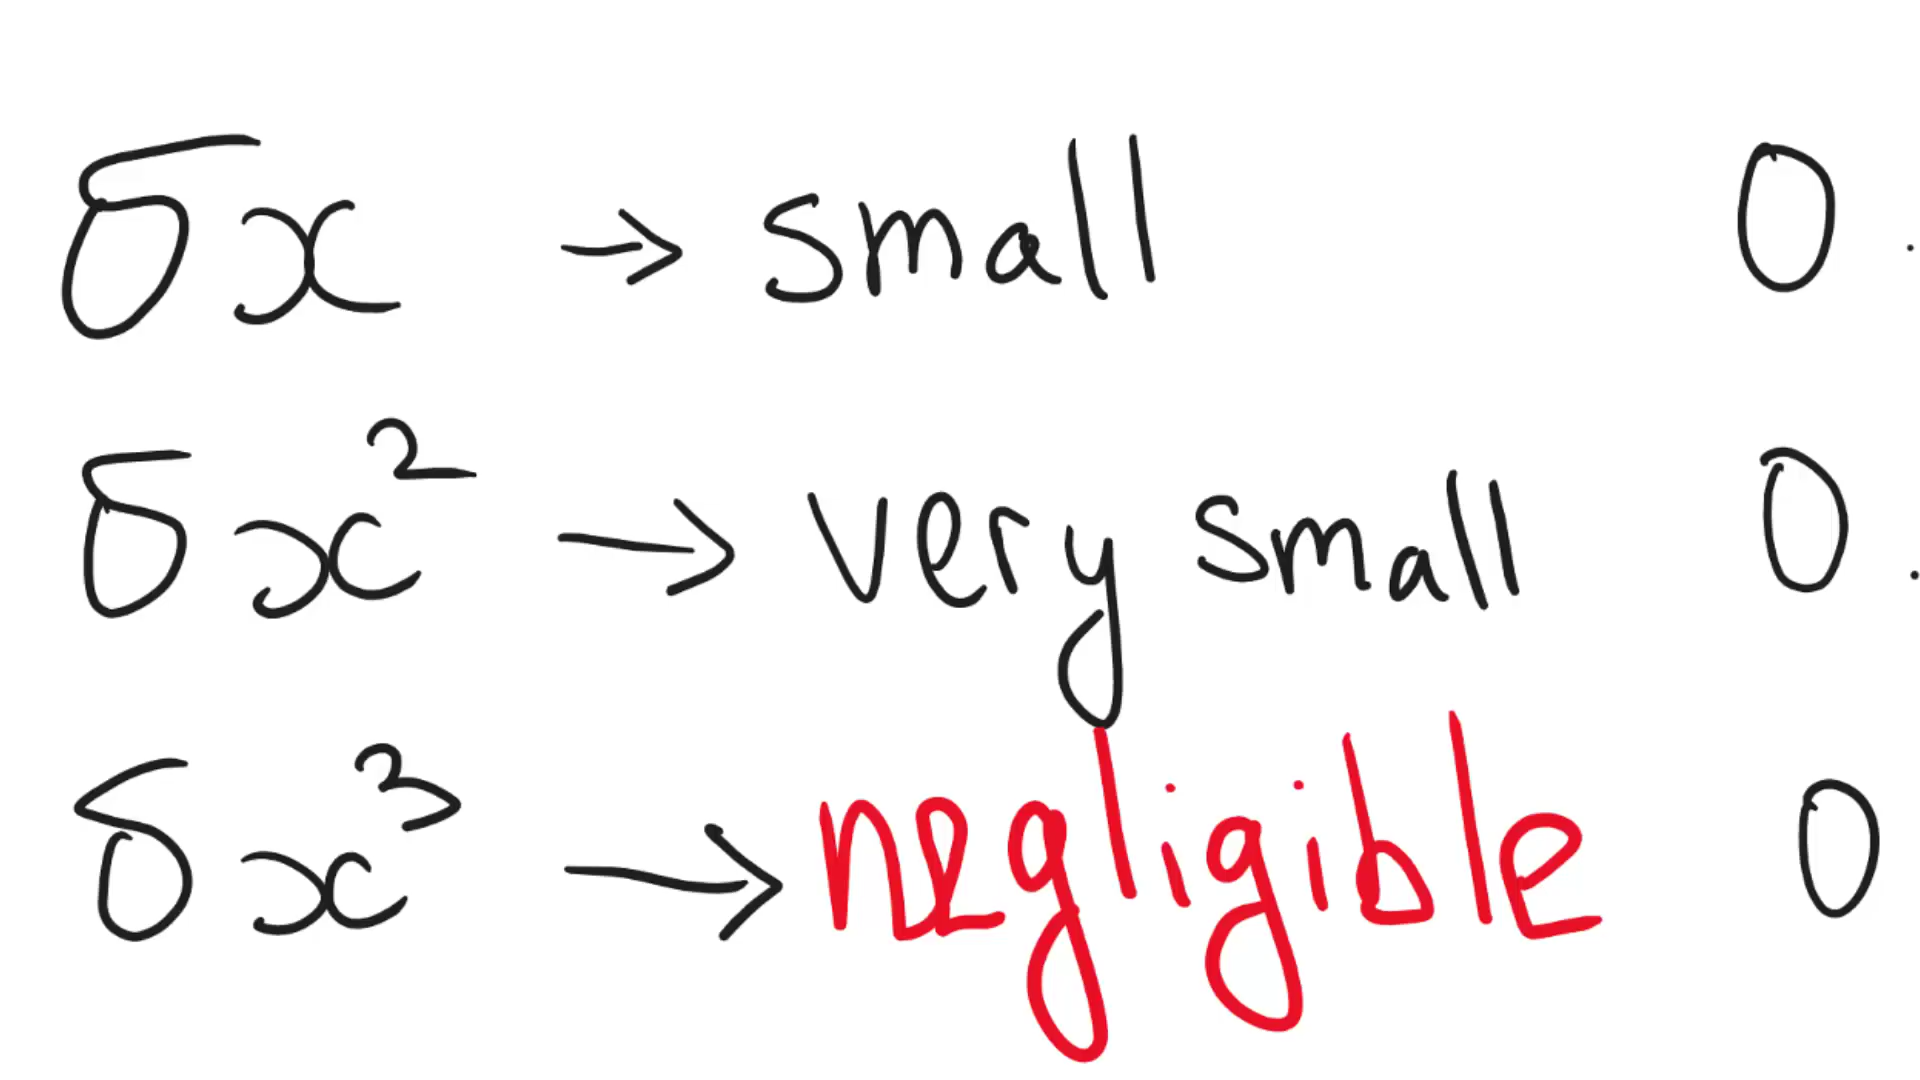 δx → small 0.
δx² → very small 0.
δx³ → negligible 0